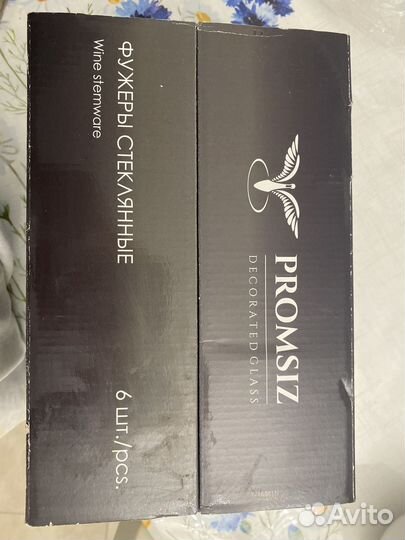 ФУЖЕРЫ СТЕКЛЯННЫЕ
Wine stemware
6 шт./pcs.
PROMSIZ
DECORATED GLASS
Avito